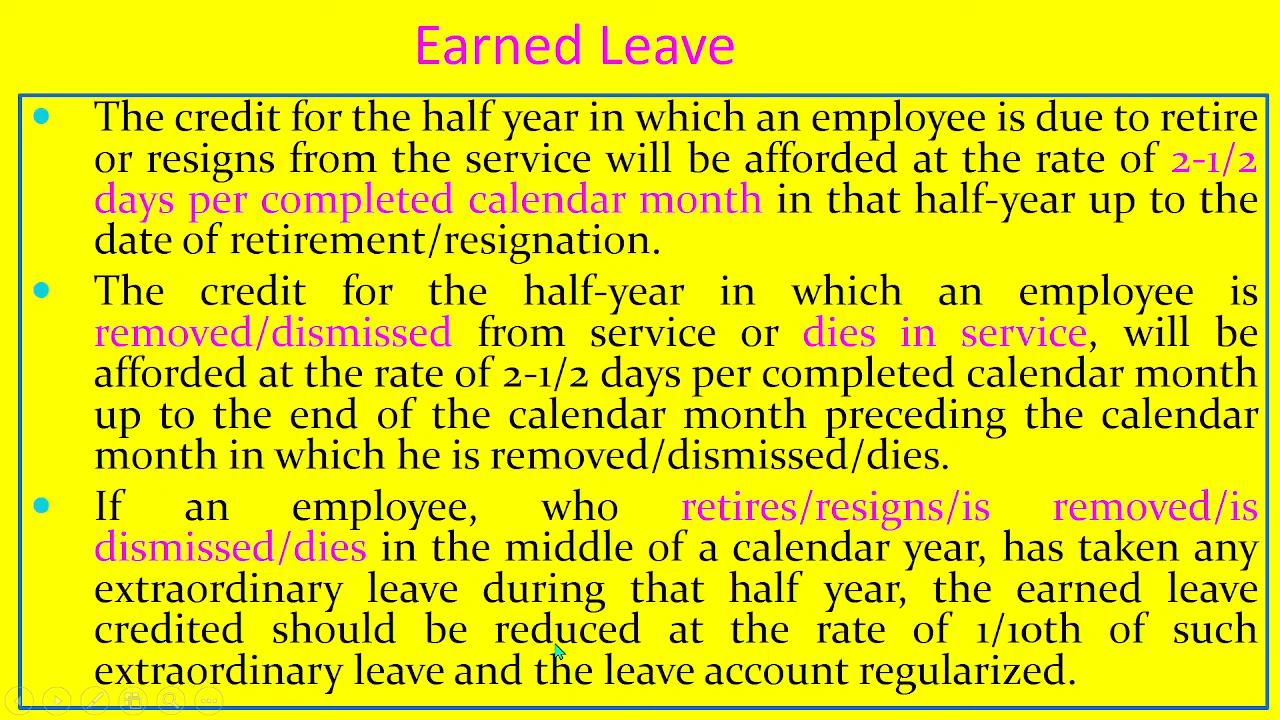 Earned Leave
• The credit for the half year in which an employee is due to retire
or resigns from the service will be afforded at the rate of 2-1/2
days per completed calendar month in that half-year up to the
date of retirement/resignation.
• The credit for the half-year in which an employee is
removed/dismissed from service or dies in service, will be
afforded at the rate of 2-1/2 days per completed calendar month
up to the end of the calendar month preceding the calendar
month in which he is removed/dismissed/dies.
• If an employee, who retires/resigns/is removed/is
dismissed/dies in the middle of a calendar year, has taken any
extraordinary leave during that half year, the earned leave
credited should be reduced at the rate of 1/10th of such
extraordinary leave and the leave account regularized.